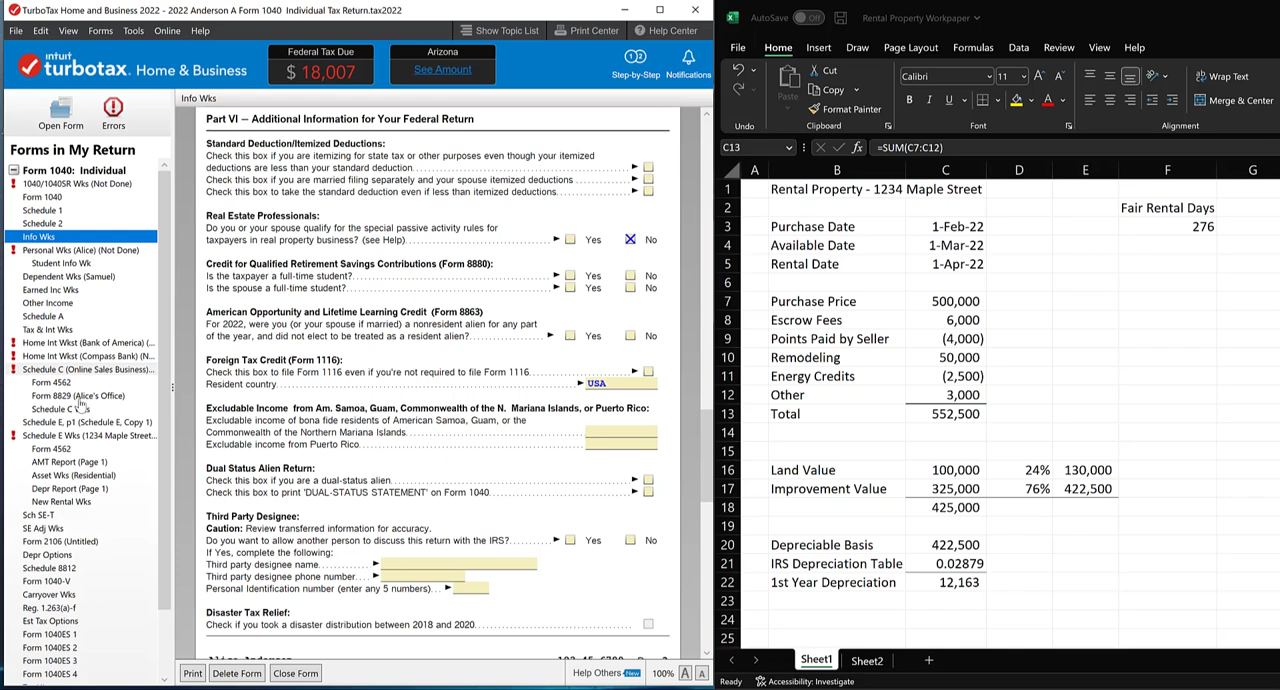 TurboTax Home and Business 2022 - 2022 Anderson A Form 1040 Individual Tax Return.tax2022
File Edit View Forms Tools Online Help
Show Topic List Print Center Help Center
intuit
turbotax. Home & Business
Federal Tax Due
$ 18,007
Arizona
See Amount
Step-by-Step
Notifications
Open Form
Errors
Forms in My Return
Form 1040: Individual
1040/1040SR Wks (Not Done)
Form 1040
Schedule 1
Schedule 2
Info Wks
Personal Wks (Alice) (Not Done)
Student Info Wk
Dependent Wks (Samuel)
Earned Inc Wks
Other Income
Schedule A
Tax & Int Wks
Home Int Wkst (Bank of America) (...
Home Int Wkst (Compass Bank) (N...
Schedule C (Online Sales Business)...
Form 4562
Form 8829 (Alice's Office)
Schedule C
Schedule E, p1 (Schedule E, Copy 1)
Schedule E Wks (1234 Maple Street...
Form 4562
AMT Report (Page 1)
Asset Wks (Residential)
Depr Report (Page 1)
New Rental Wks
Sch SE-T
SE Adj Wks
Form 2106 (Untitled)
Depr Options
Schedule 8812
Form 1040-V
Carryover Wks
Reg. 1.263(a)-f
Est Tax Options
Form 1040ES 1
Form 1040ES 2
Form 1040ES 3
Form 1040ES 4
Info Wks
Part VI — Additional Information for Your Federal Return
Standard Deduction/Itemized Deductions:
Check this box if you are itemizing for state tax or other purposes even though your itemized
deductions are less than your standard deduction
Check this box if you are married filing separately and your spouse itemized deductions
Check this box to take the standard deduction even if less than itemized deductions
Real Estate Professionals:
Do you or your spouse qualify for the special passive activity rules for
taxpayers in real property business? (see Help) Yes No
Credit for Qualified Retirement Savings Contributions (Form 8880):
Is the taxpayer a full-time student? Yes No
Is the spouse a full-time student? Yes No
American Opportunity and Lifetime Learning Credit (Form 8863)
For 2022, were you (or your spouse if married) a nonresident alien for any part
of the year, and did not elect to be treated as a resident alien? Yes No
Foreign Tax Credit (Form 1116):
Check this box to file Form 1116 even if you're not required to file Form 1116
Resident country USA
Excludable Income from Am. Samoa, Guam, Commonwealth of the N. Mariana Islands, or Puerto Rico:
Excludable income of bona fide residents of American Samoa, Guam, or the
Commonwealth of the Northern Mariana Islands
Excludable income from Puerto Rico
Dual Status Alien Return:
Check this box if you are a dual-status alien
Check this box to print 'DUAL-STATUS STATEMENT' on Form 1040
Third Party Designee:
Caution: Review transferred information for accuracy.
Do you want to allow another person to discuss this return with the IRS? Yes No
If Yes, complete the following:
Third party designee name
Third party designee phone number
Personal Identification number (enter any 5 numbers)
Disaster Tax Relief:
Check if you took a disaster distribution between 2018 and 2020
Print Delete Form Close Form
Help Others New 100% A A
AutoSave Off Rental Property Workpaper
File Home Insert Draw Page Layout Formulas Data Review View Help
Paste
Cut
Copy
Format Painter
Calibri 11 A A
B I U A
Wrap Text
Merge & Center
Undo Clipboard Font Alignment
C13 fx =SUM(C7:C12)
A B C D E F G
1 Rental Property - 1234 Maple Street
2 Fair Rental Days
3 Purchase Date 1-Feb-22 276
4 Available Date 1-Mar-22
5 Rental Date 1-Apr-22
6
7 Purchase Price 500,000
8 Escrow Fees 6,000
9 Points Paid by Seller (4,000)
10 Remodeling 50,000
11 Energy Credits (2,500)
12 Other 3,000
13 Total 552,500
14
15
16 Land Value 100,000 24% 130,000
17 Improvement Value 325,000 76% 422,500
18 425,000
19
20 Depreciable Basis 422,500
21 IRS Depreciation Table 0.02879
22 1st Year Depreciation 12,163
23
24
25
Sheet1 Sheet2 +
Ready Accessibility: Investigate